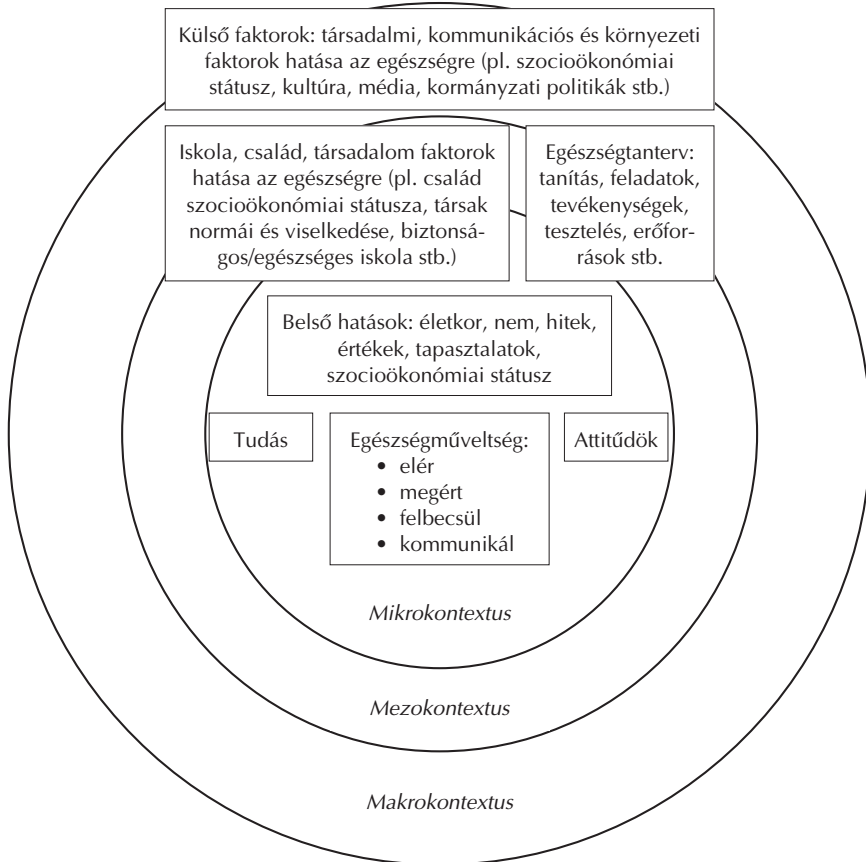 Külső faktorok: társadalmi, kommunikációs és környezeti
faktorok hatása az egészségre (pl. szocioökonómiai
státusz, kultúra, média, kormányzati politikák stb.)
Iskola, család, társadalom faktorok
hatása az egészségre (pl. család
szocioökonómiai státusza, társak
normái és viselkedése, biztonsá-
gos/egészséges iskola stb.)
Egészségtanterv:
tanítás, feladatok,
tevékenységek,
tesztelés, erőfor-
rások stb.
Belső hatások: életkor, nem, hitek,
értékek, tapasztalatok,
szocioökonómiai státusz
Tudás
Egészségműveltség:
• elér
• megért
• felbecsül
• kommunikál
Attitűdök
Mikrokontextus
Mezokontextus
Makrokontextus